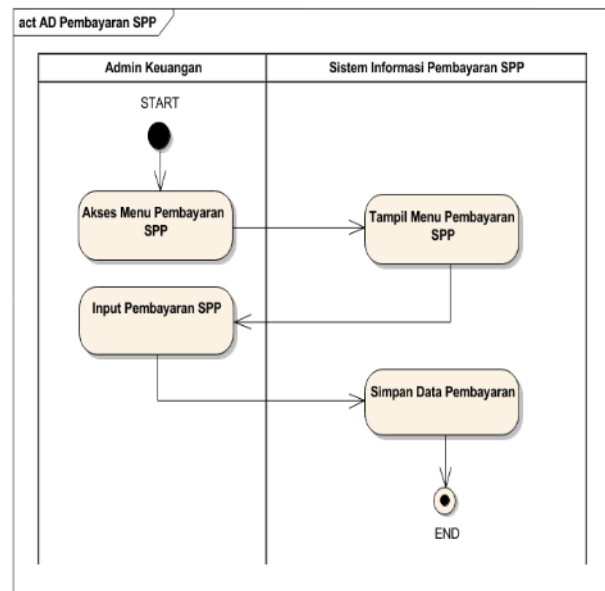 act AD Pembayaran SPP
Admin Keuangan
Sistem Informasi Pembayaran SPP
START
Akses Menu Pembayaran
SPP
Tampil Menu Pembayaran
SPP
Input Pembayaran SPP
Simpan Data Pembayaran
END